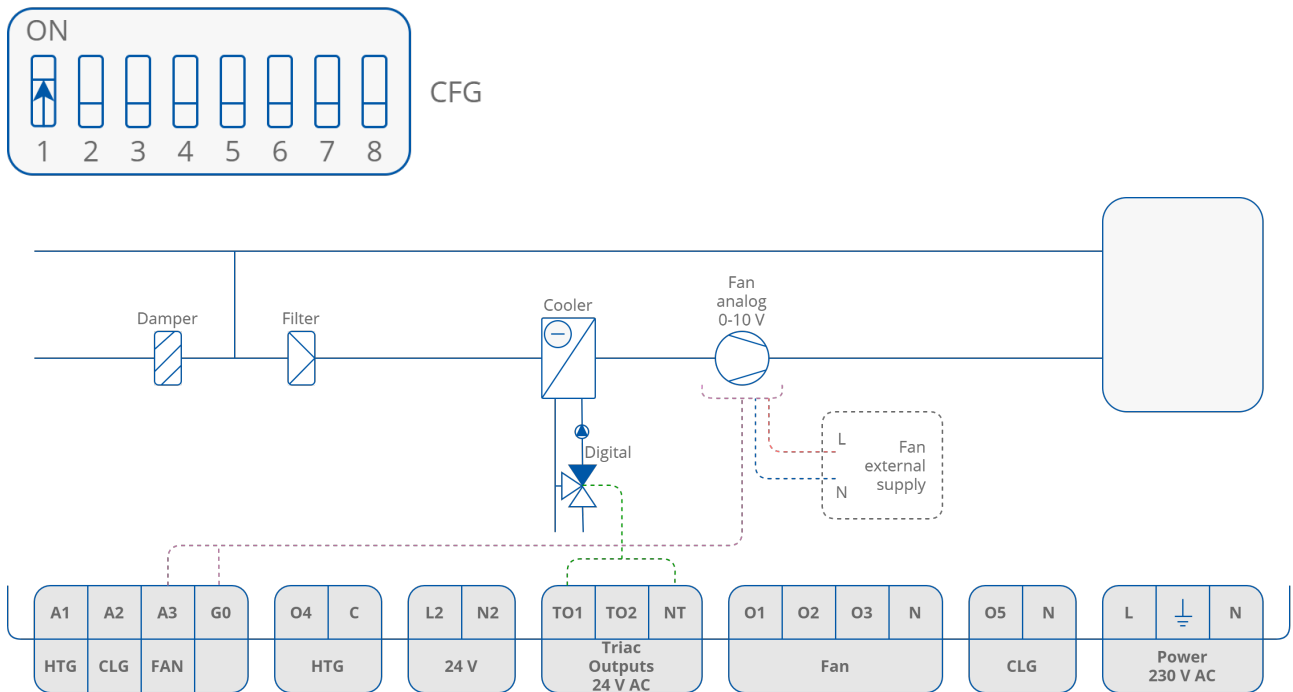 ON
CFG
1 2 3 4 5 6 7 8
Fan
analog
0-10 V
Cooler
Damper
Filter
Digital
L
Fan
external
supply
N
A1 A2 A3 G0
HTG CLG FAN
O4 C
HTG
L2 N2
24 V
TO1 TO2 NT
Triac
Outputs
24 V AC
O1 O2 O3 N
Fan
O5 N
CLG
L N
Power
230 V AC